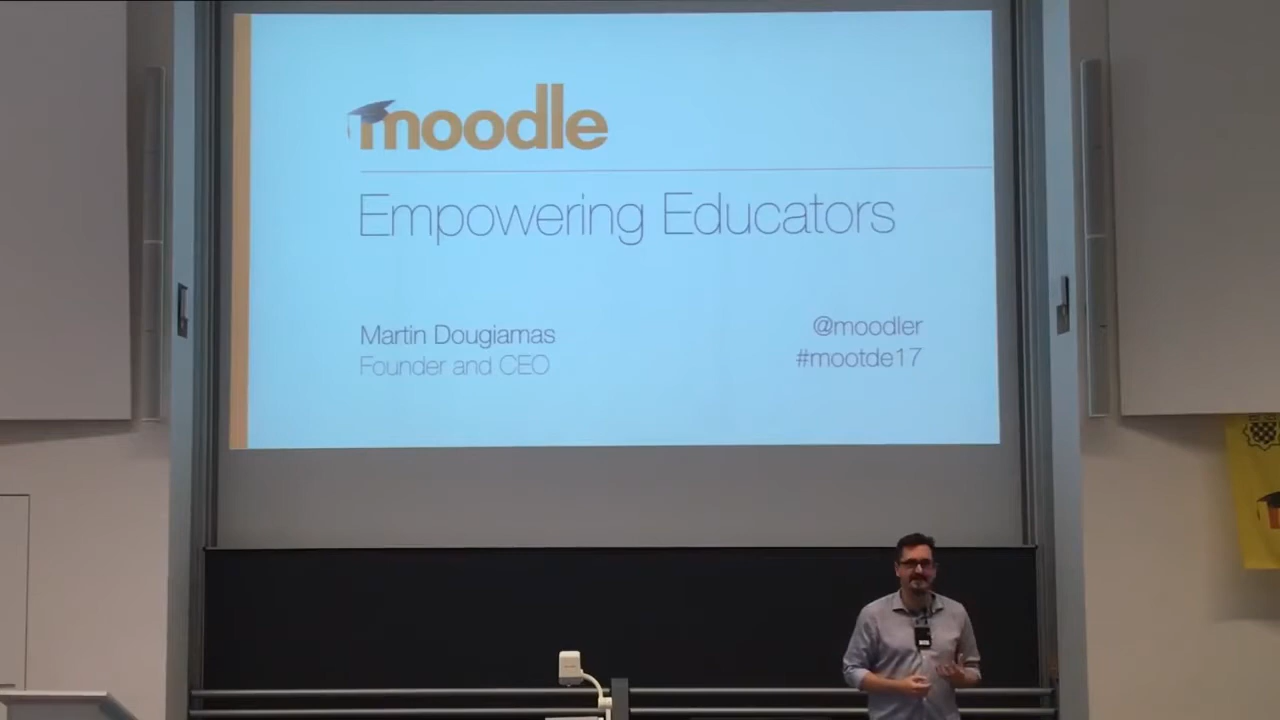 moodle
Empowering Educators
Martin Dougiamas
Founder and CEO
@moodler
#mootde17